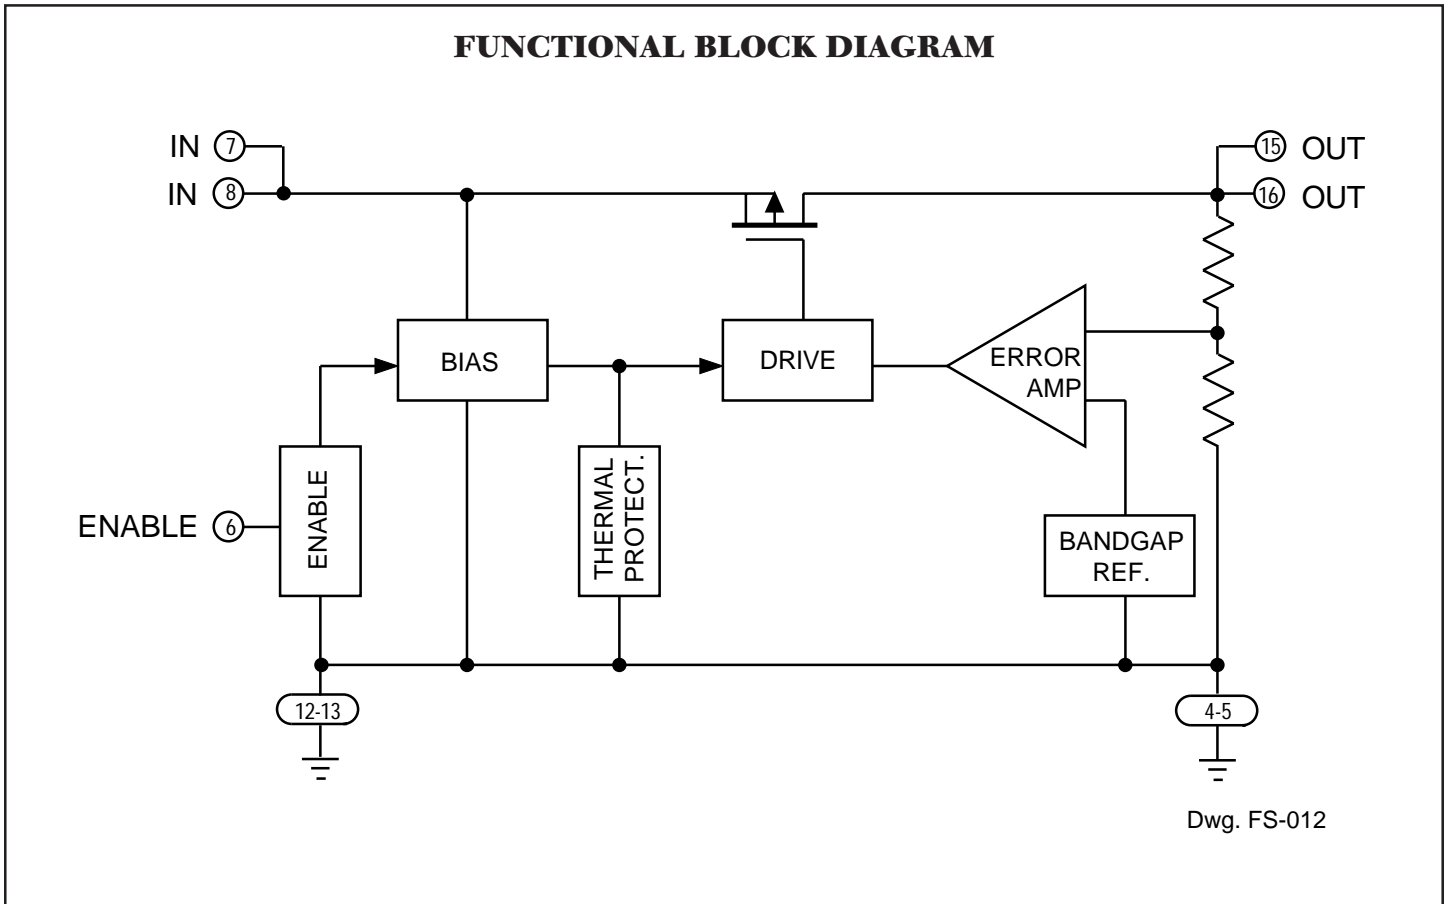 FUNCTIONAL BLOCK DIAGRAM
IN 7
15 OUT
IN 8
16 OUT
BIAS
DRIVE
ERROR
AMP
ENABLE 6
ENABLE
THERMAL
PROTECT.
BANDGAP
REF.
12-13
4-5
Dwg. FS-012